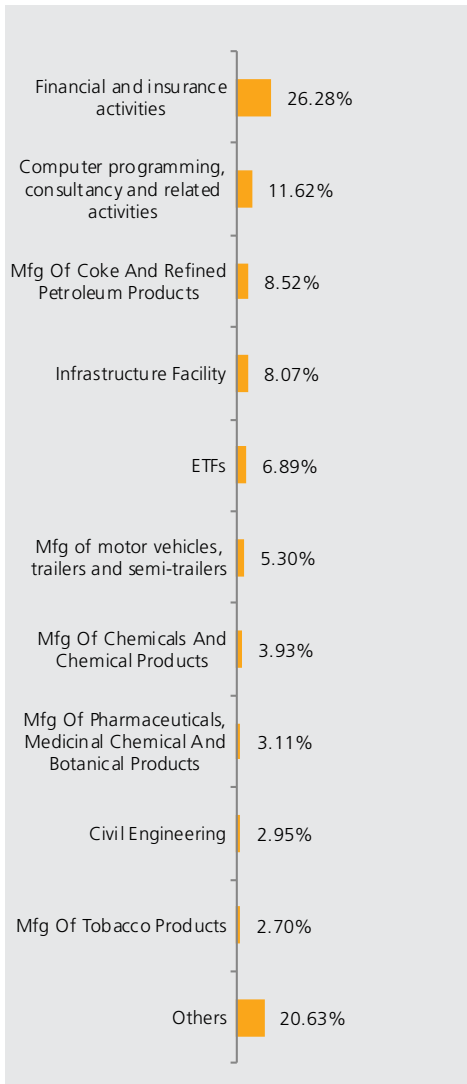 Financial and insurance
activities
26.28%
Computer programming,
consultancy and related
activities
11.62%
Mfg Of Coke And Refined
Petroleum Products
8.52%
Infrastructure Facility
8.07%
ETFs
6.89%
Mfg of motor vehicles,
trailers and semi-trailers
5.30%
Mfg Of Chemicals And
Chemical Products
3.93%
Mfg Of Pharmaceuticals,
Medicinal Chemical And
Botanical Products
3.11%
Civil Engineering
2.95%
Mfg Of Tobacco Products
2.70%
Others
20.63%